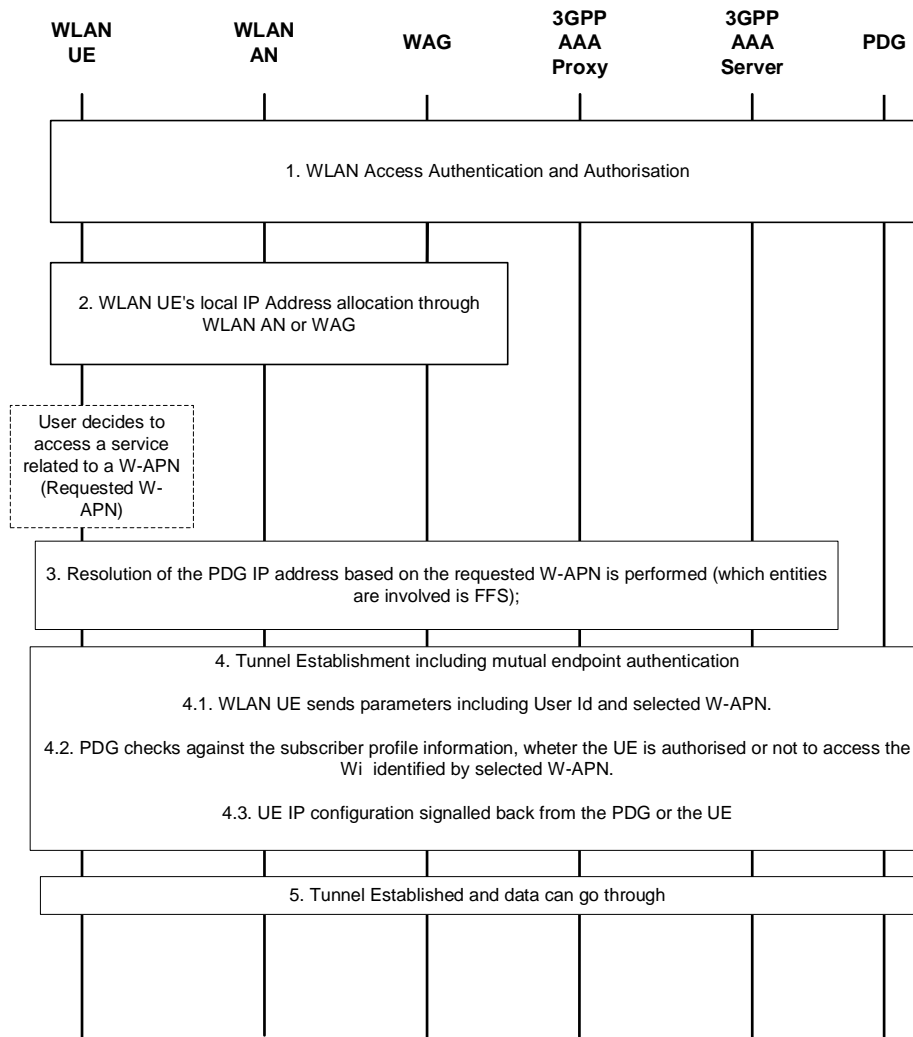 WLAN
UE
WLAN
AN
WAG
3GPP
AAA
Proxy
3GPP
AAA
Server
PDG
1. WLAN Access Authentication and Authorisation
2. WLAN UE's local IP Address allocation through
WLAN AN or WAG
User decides to
access a service
related to a W-APN
(Requested W-
APN)
3. Resolution of the PDG IP address based on the requested W-APN is performed (which entities
are involved is FFS);
4. Tunnel Establishment including mutual endpoint authentication
4.1. WLAN UE sends parameters including User Id and selected W-APN.
4.2. PDG checks against the subscriber profile information, wheter the UE is authorised or not to access the
Wi identified by selected W-APN.
4.3. UE IP configuration signalled back from the PDG or the UE
5. Tunnel Established and data can go through